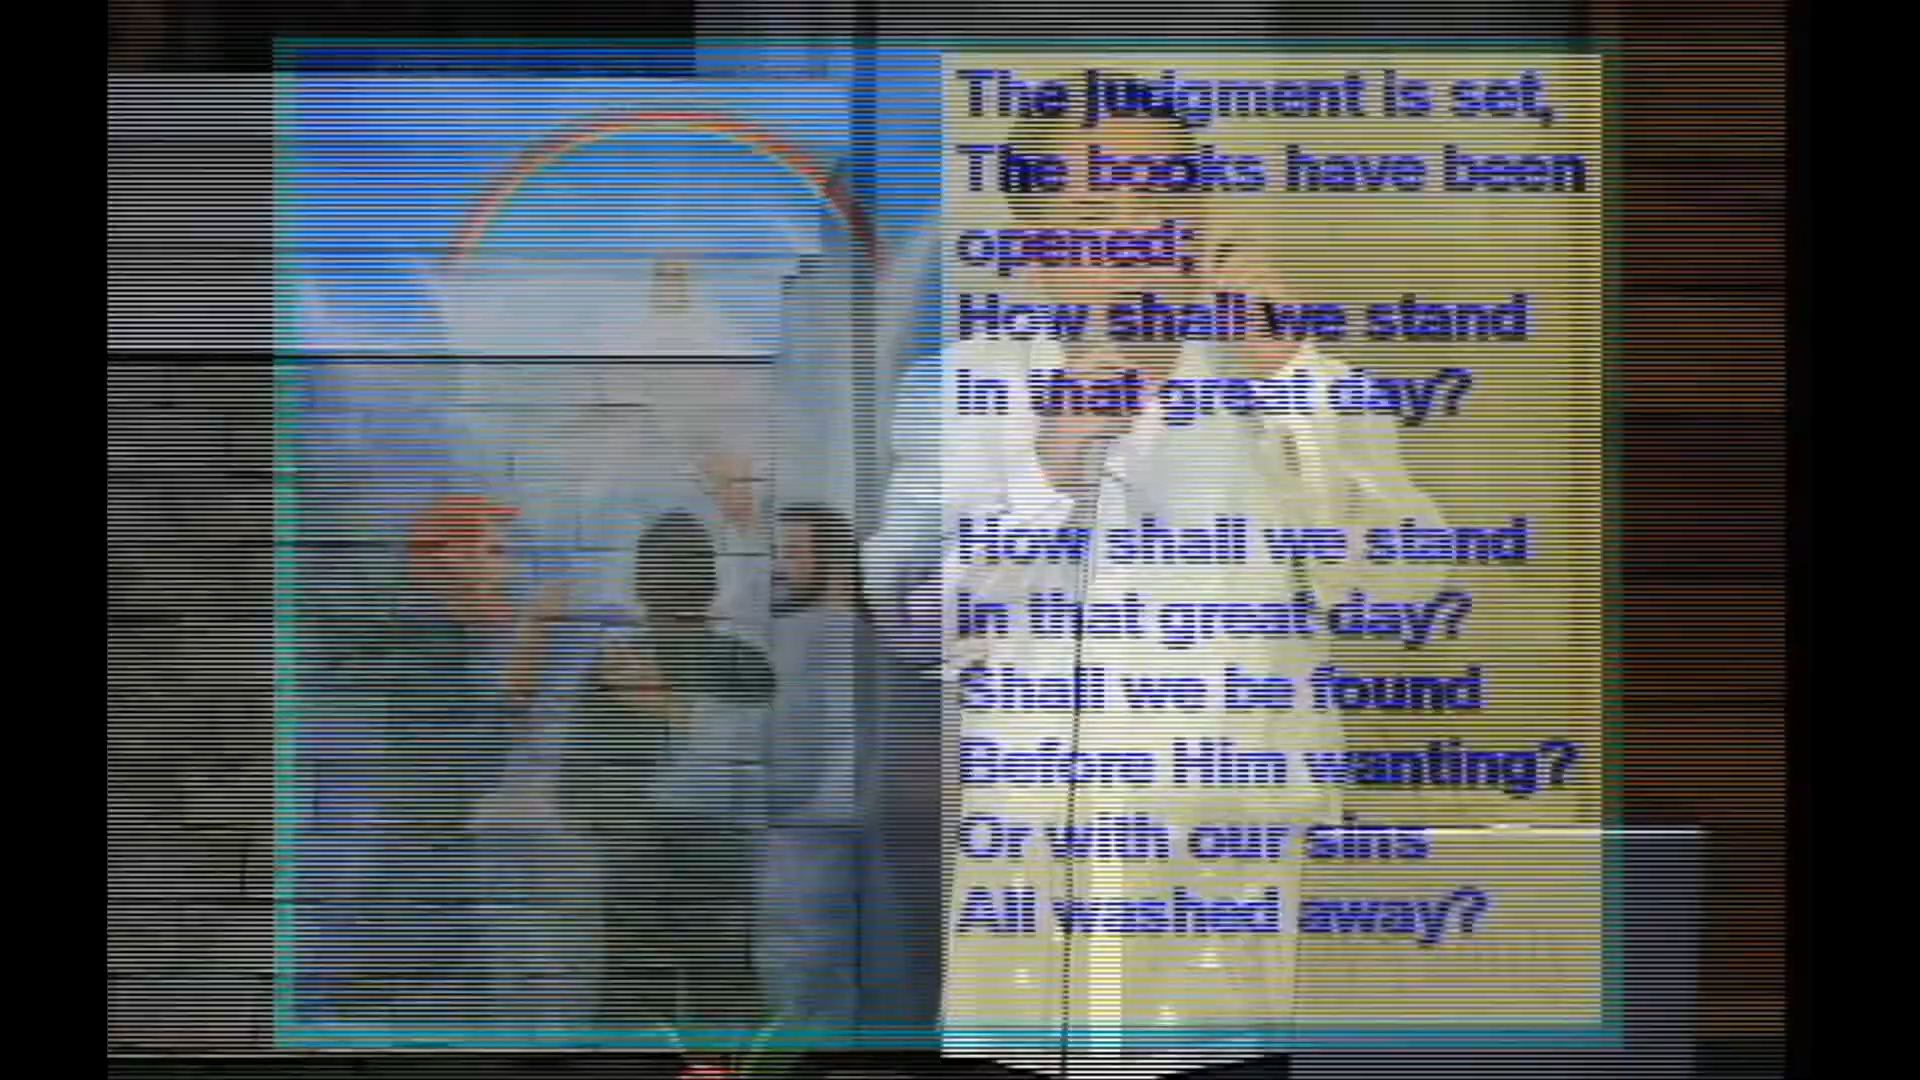 The judgment is set,
The books have been
opened;
How shall we stand
in that great day?
How shall we stand
in that great day?
Shall we be found
Before Him wanting?
Or with our sins
All washed away?